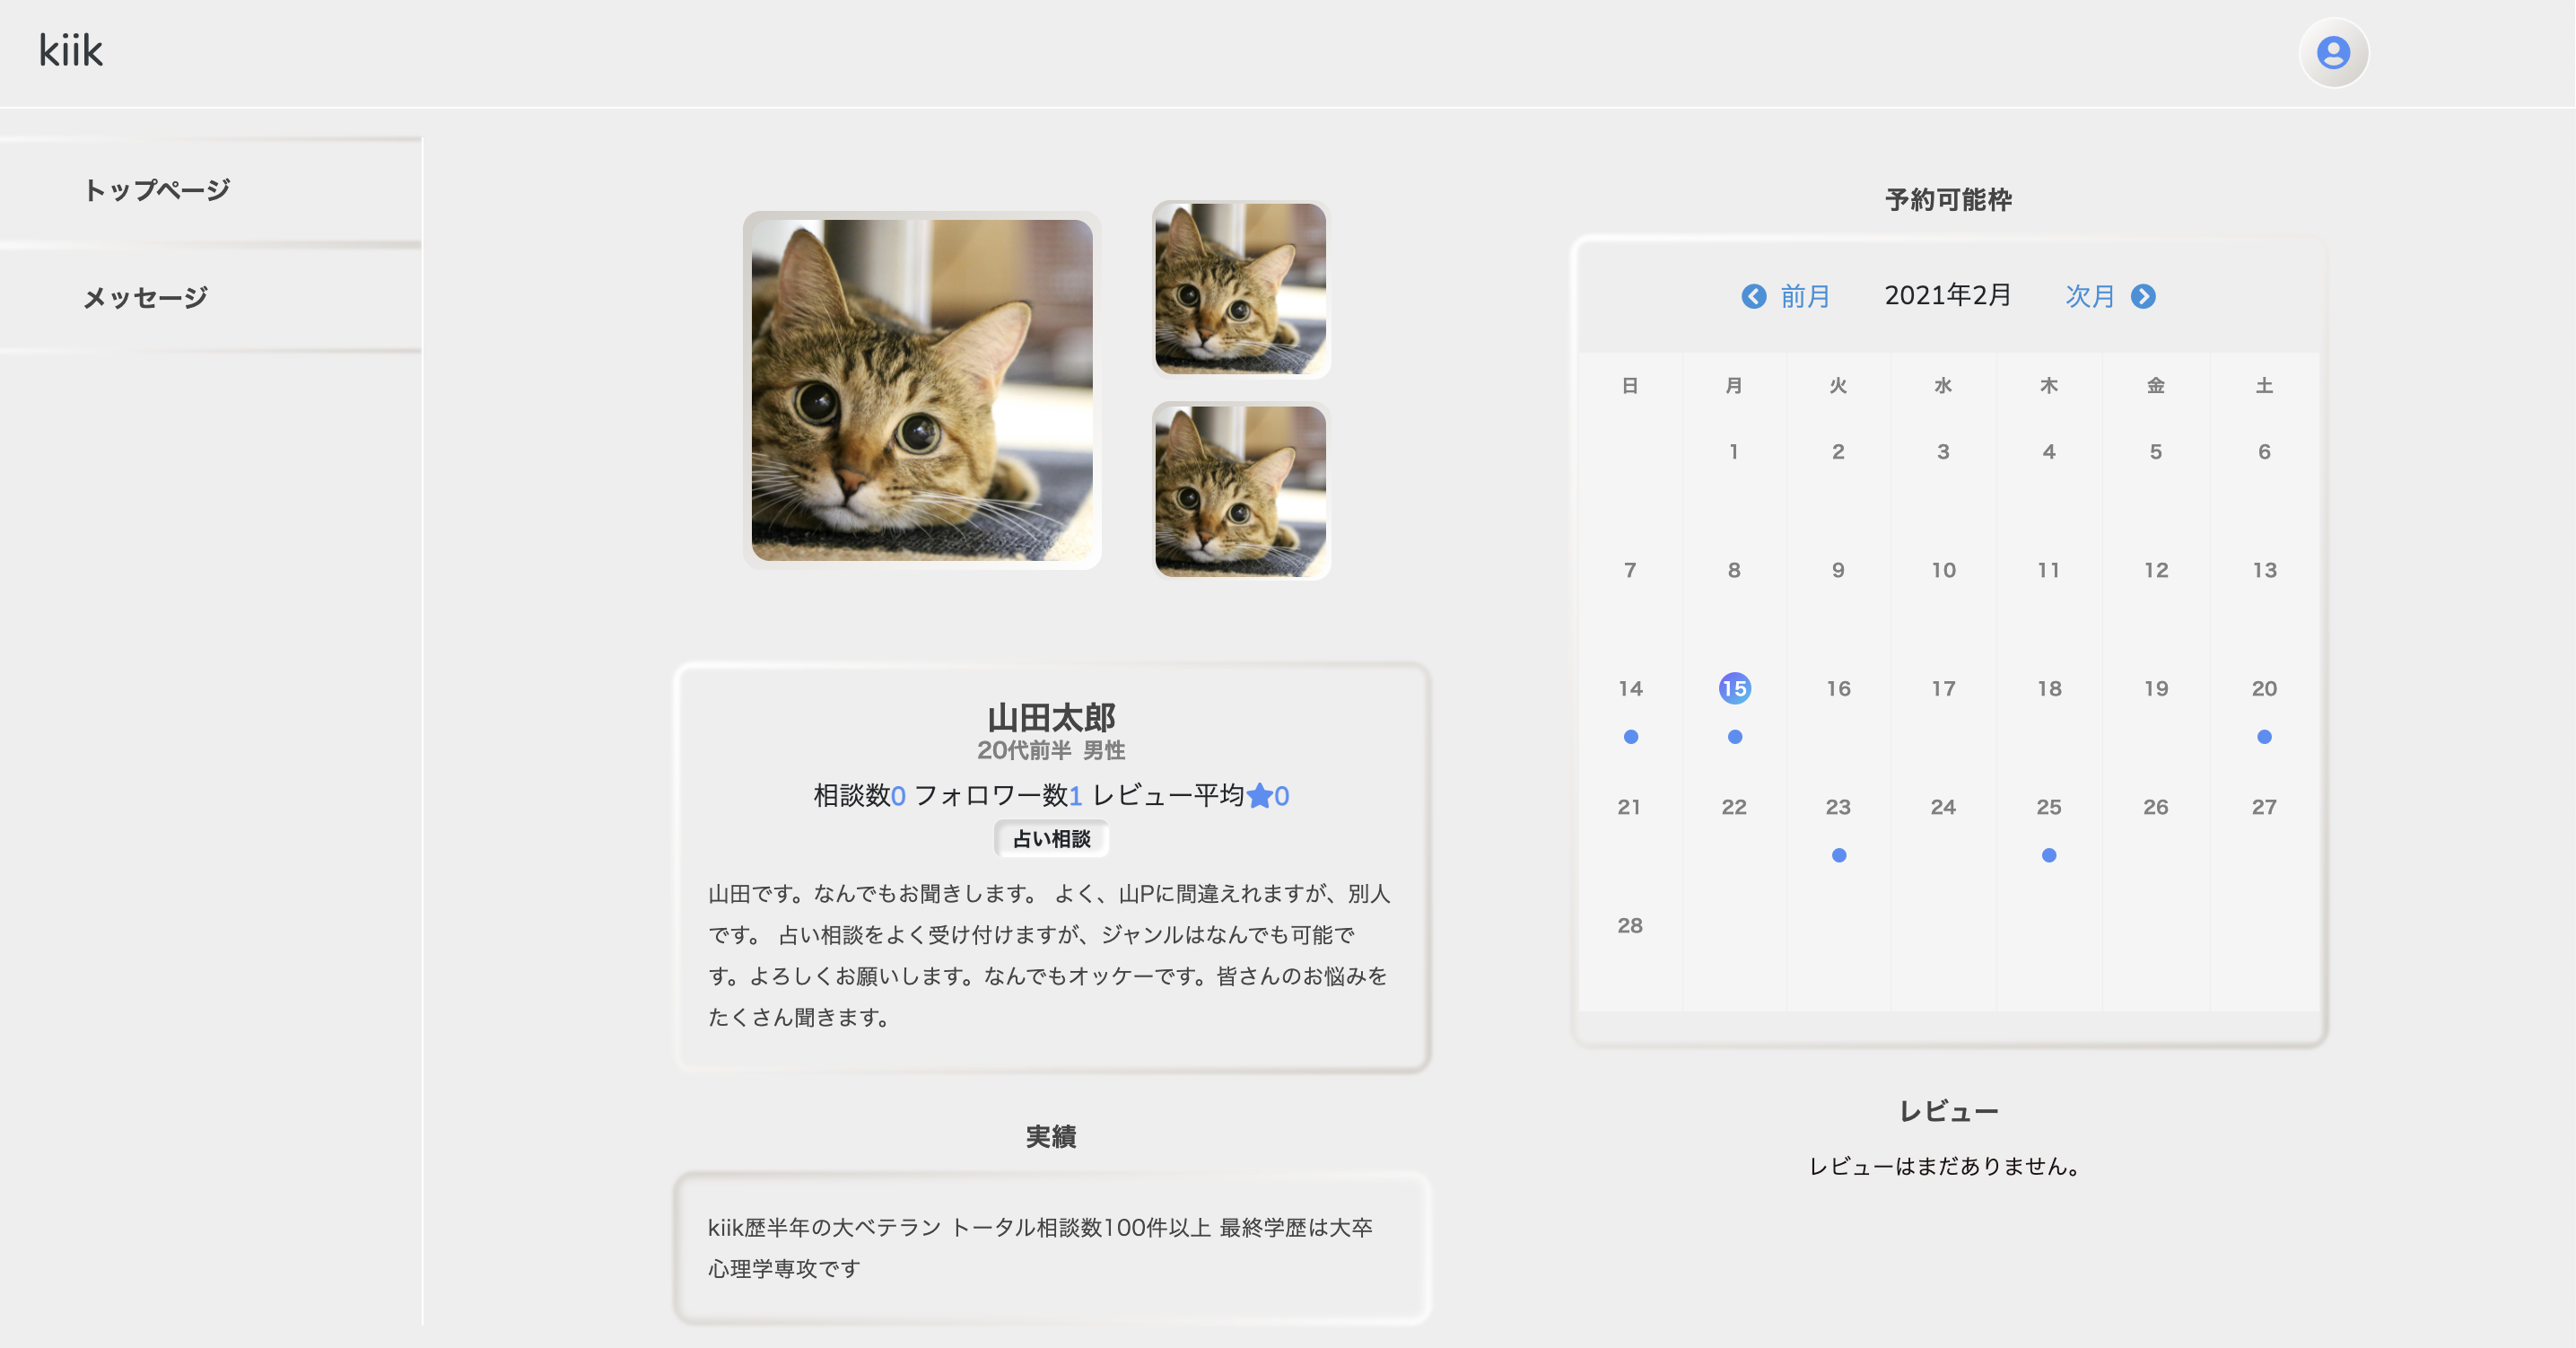 kiik
トップページ
メッセージ
山田太郎
20代前半 男性
相談数0 フォロワー数1 レビュー平均0
占い相談
山田です。なんでもお聞きします。 よく、山Pに間違えれますが、別人
です。 占い相談をよく受け付けますが、ジャンルはなんでも可能で
す。よろしくお願いします。なんでもオッケーです。皆さんのお悩みを
たくさん聞きます。
実績
kiik歴半年の大ベテラン トータル相談数100件以上 最終学歴は大卒
心理学専攻です
予約可能枠
前月 2021年2月 次月
日 月 火 水 木 金 土
1 2 3 4 5 6
7 8 9 10 11 12 13
14 15 16 17 18 19 20
21 22 23 24 25 26 27
28
レビュー
レビューはまだありません。